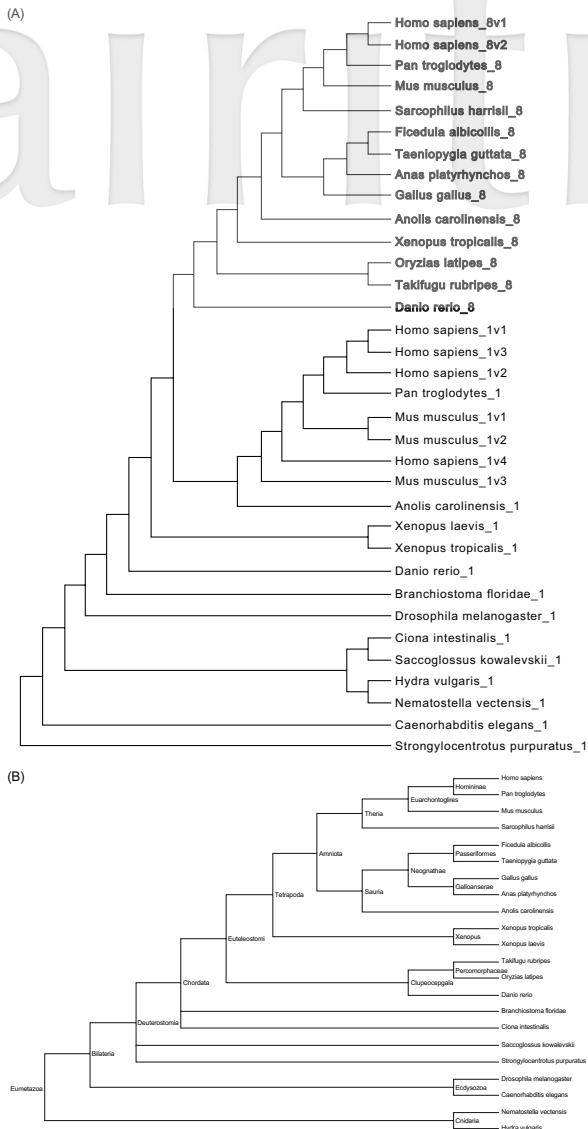 (A)
Homo sapiens_8v1
Homo sapiens_8v2
Pan troglodytes_8
Mus musculus_8
Sarcophilus harrisii_8
Ficedula albicollis_8
Taeniopygia guttata_8
Anas platyrhynchos_8
Gallus gallus_8
Anolis carolinensis_8
Xenopus tropicalis_8
Oryzias latipes_8
Takifugu rubripes_8
Danio rerio_8
Homo sapiens_1v1
Homo sapiens_1v3
Homo sapiens_1v2
Pan troglodytes_1
Mus musculus_1v1
Mus musculus_1v2
Homo sapiens_1v4
Mus musculus_1v3
Anolis carolinensis_1
Xenopus laevis_1
Xenopus tropicalis_1
Danio rerio_1
Branchiostoma floridae_1
Drosophila melanogaster_1
Ciona intestinalis_1
Saccoglossus kowalevskii_1
Hydra vulgaris_1
Nematostella vectensis_1
Caenorhabditis elegans_1
Strongylocentrotus purpuratus_1
(B)
Homo sapiens
Homininae
Pan troglodytes
Euarchontoglires
Mus musculus
Theria
Sarcophilus harrisii
Ficedula albicillis
Amniota
Passeriformes
Taeniopygia guttata
Neognathae
Gallus gallus
Galloanserae
Sauria
Anas platyrhynchos
Tetrapoda
Anolis carolinensis
Xenopus tropicalis
Xenopus
Euteleostomi
Xenopus laevis
Takifugu rubripes
Percomorphaceae
Oryzias latipes
Clupeocepgala
Chordata
Danio rerio
Branchiostoma floridae
Deuterostomia
Ciona intestinalis
Saccoglossus kowalevskii
Bilateria
Strongylocentrotus purpuratus
Drosophila melanogaster
Ecdysozoa
Eumetazoa
Caenorhabditis elegans
Nematostella vectensis
Cnidaria
Hydra vulgaris